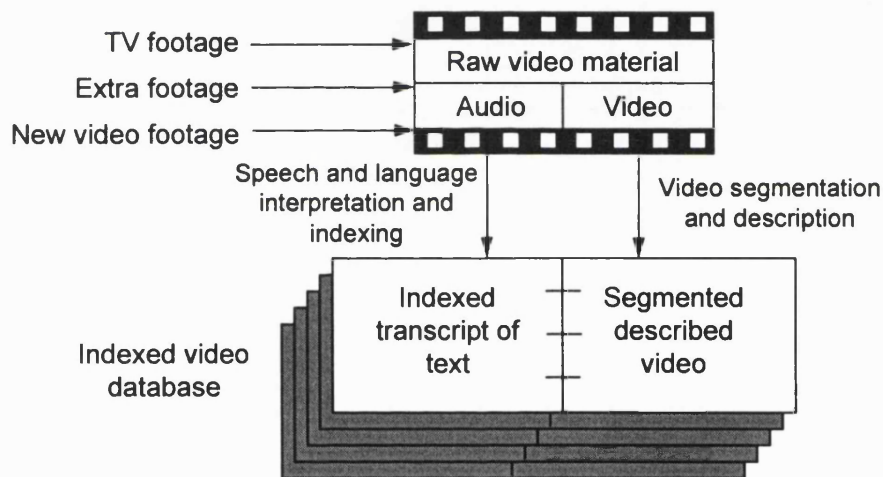 TV footage
Raw video material
Extra footage
Audio
Video
New video footage
Speech and language
interpretation and
indexing
Video segmentation
and description
Indexed
transcript of
text
Segmented
described
video
Indexed video
database